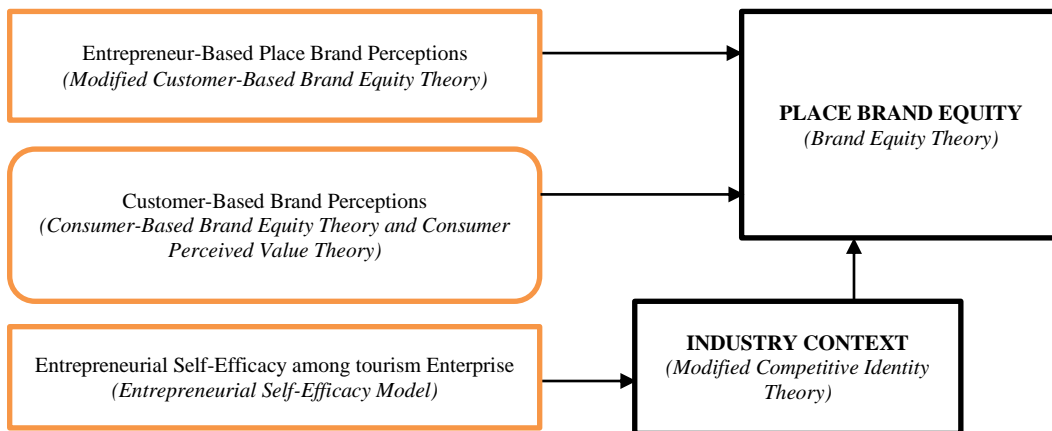 Entrepreneur-Based Place Brand Perceptions
(Modified Customer-Based Brand Equity Theory)
PLACE BRAND EQUITY
(Brand Equity Theory)
Customer-Based Brand Perceptions
(Consumer-Based Brand Equity Theory and Consumer
Perceived Value Theory)
Entrepreneurial Self-Efficacy among tourism Enterprise
(Entrepreneurial Self-Efficacy Model)
INDUSTRY CONTEXT
(Modified Competitive Identity
Theory)